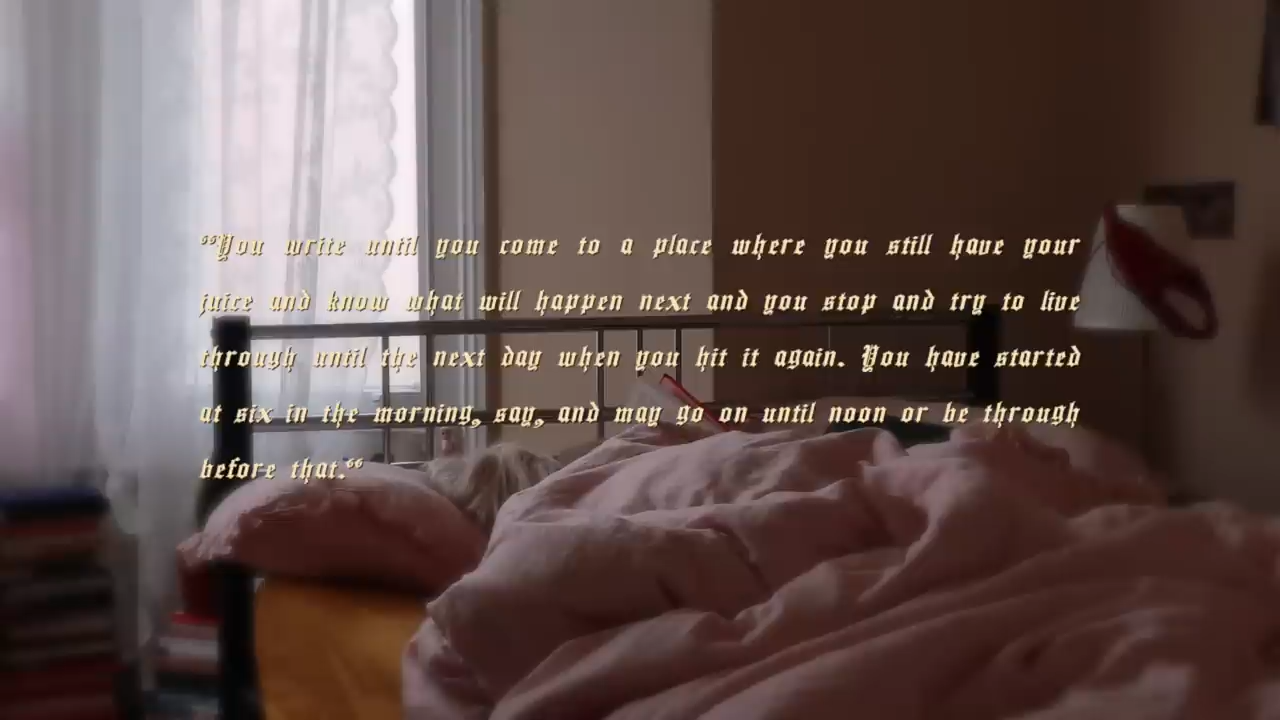 “You write until you come to a place where you still have your
juice and know what will happen next and you stop and try to live
through until the next day when you hit it again. You have started
at six in the morning, say, and may go on until noon or be through
before that.“